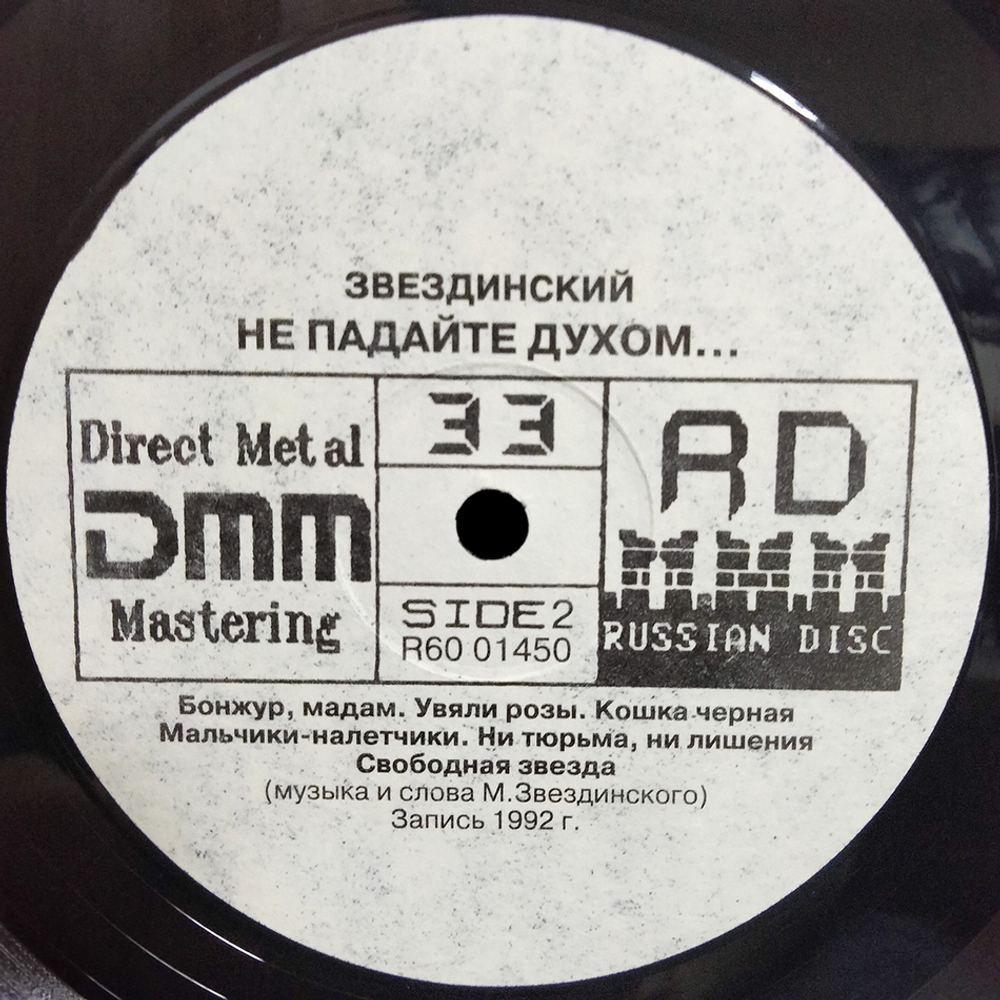 ЗВЕЗДИНСКИЙ
НЕ ПАДАЙТЕ ДУХОМ...
Direct Metal
DMM
Mastering
33
SIDE 2
R60 01450
RD
RUSSIAN DISC
Бонжур, мадам. Увяли розы. Кошка черная
Мальчики-налетчики. Ни тюрьма, ни лишения
Свободная звезда
(музыка и слова М.Звездинского)
Запись 1992 г.